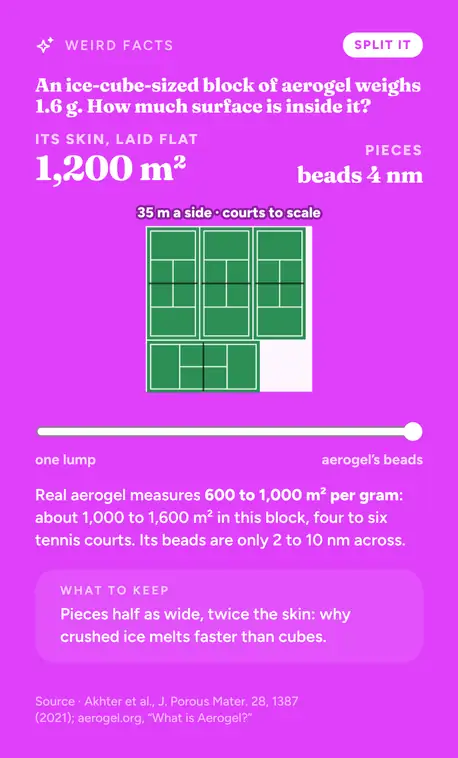 WEIRD FACTS
SPLIT IT
An ice-cube-sized block of aerogel weighs
1.6 g. How much surface is inside it?
ITS SKIN, LAID FLAT
1,200 m²
PIECES
beads 4 nm
35 m a side · courts to scale
one lump
aerogel's beads
Real aerogel measures 600 to 1,000 m² per gram:
about 1,000 to 1,600 m² in this block, four to six
tennis courts. Its beads are only 2 to 10 nm across.
WHAT TO KEEP
Pieces half as wide, twice the skin: why
crushed ice melts faster than cubes.
Source · Akhter et al., J. Porous Mater. 28, 1387
(2021); aerogel.org, “What is Aerogel?”